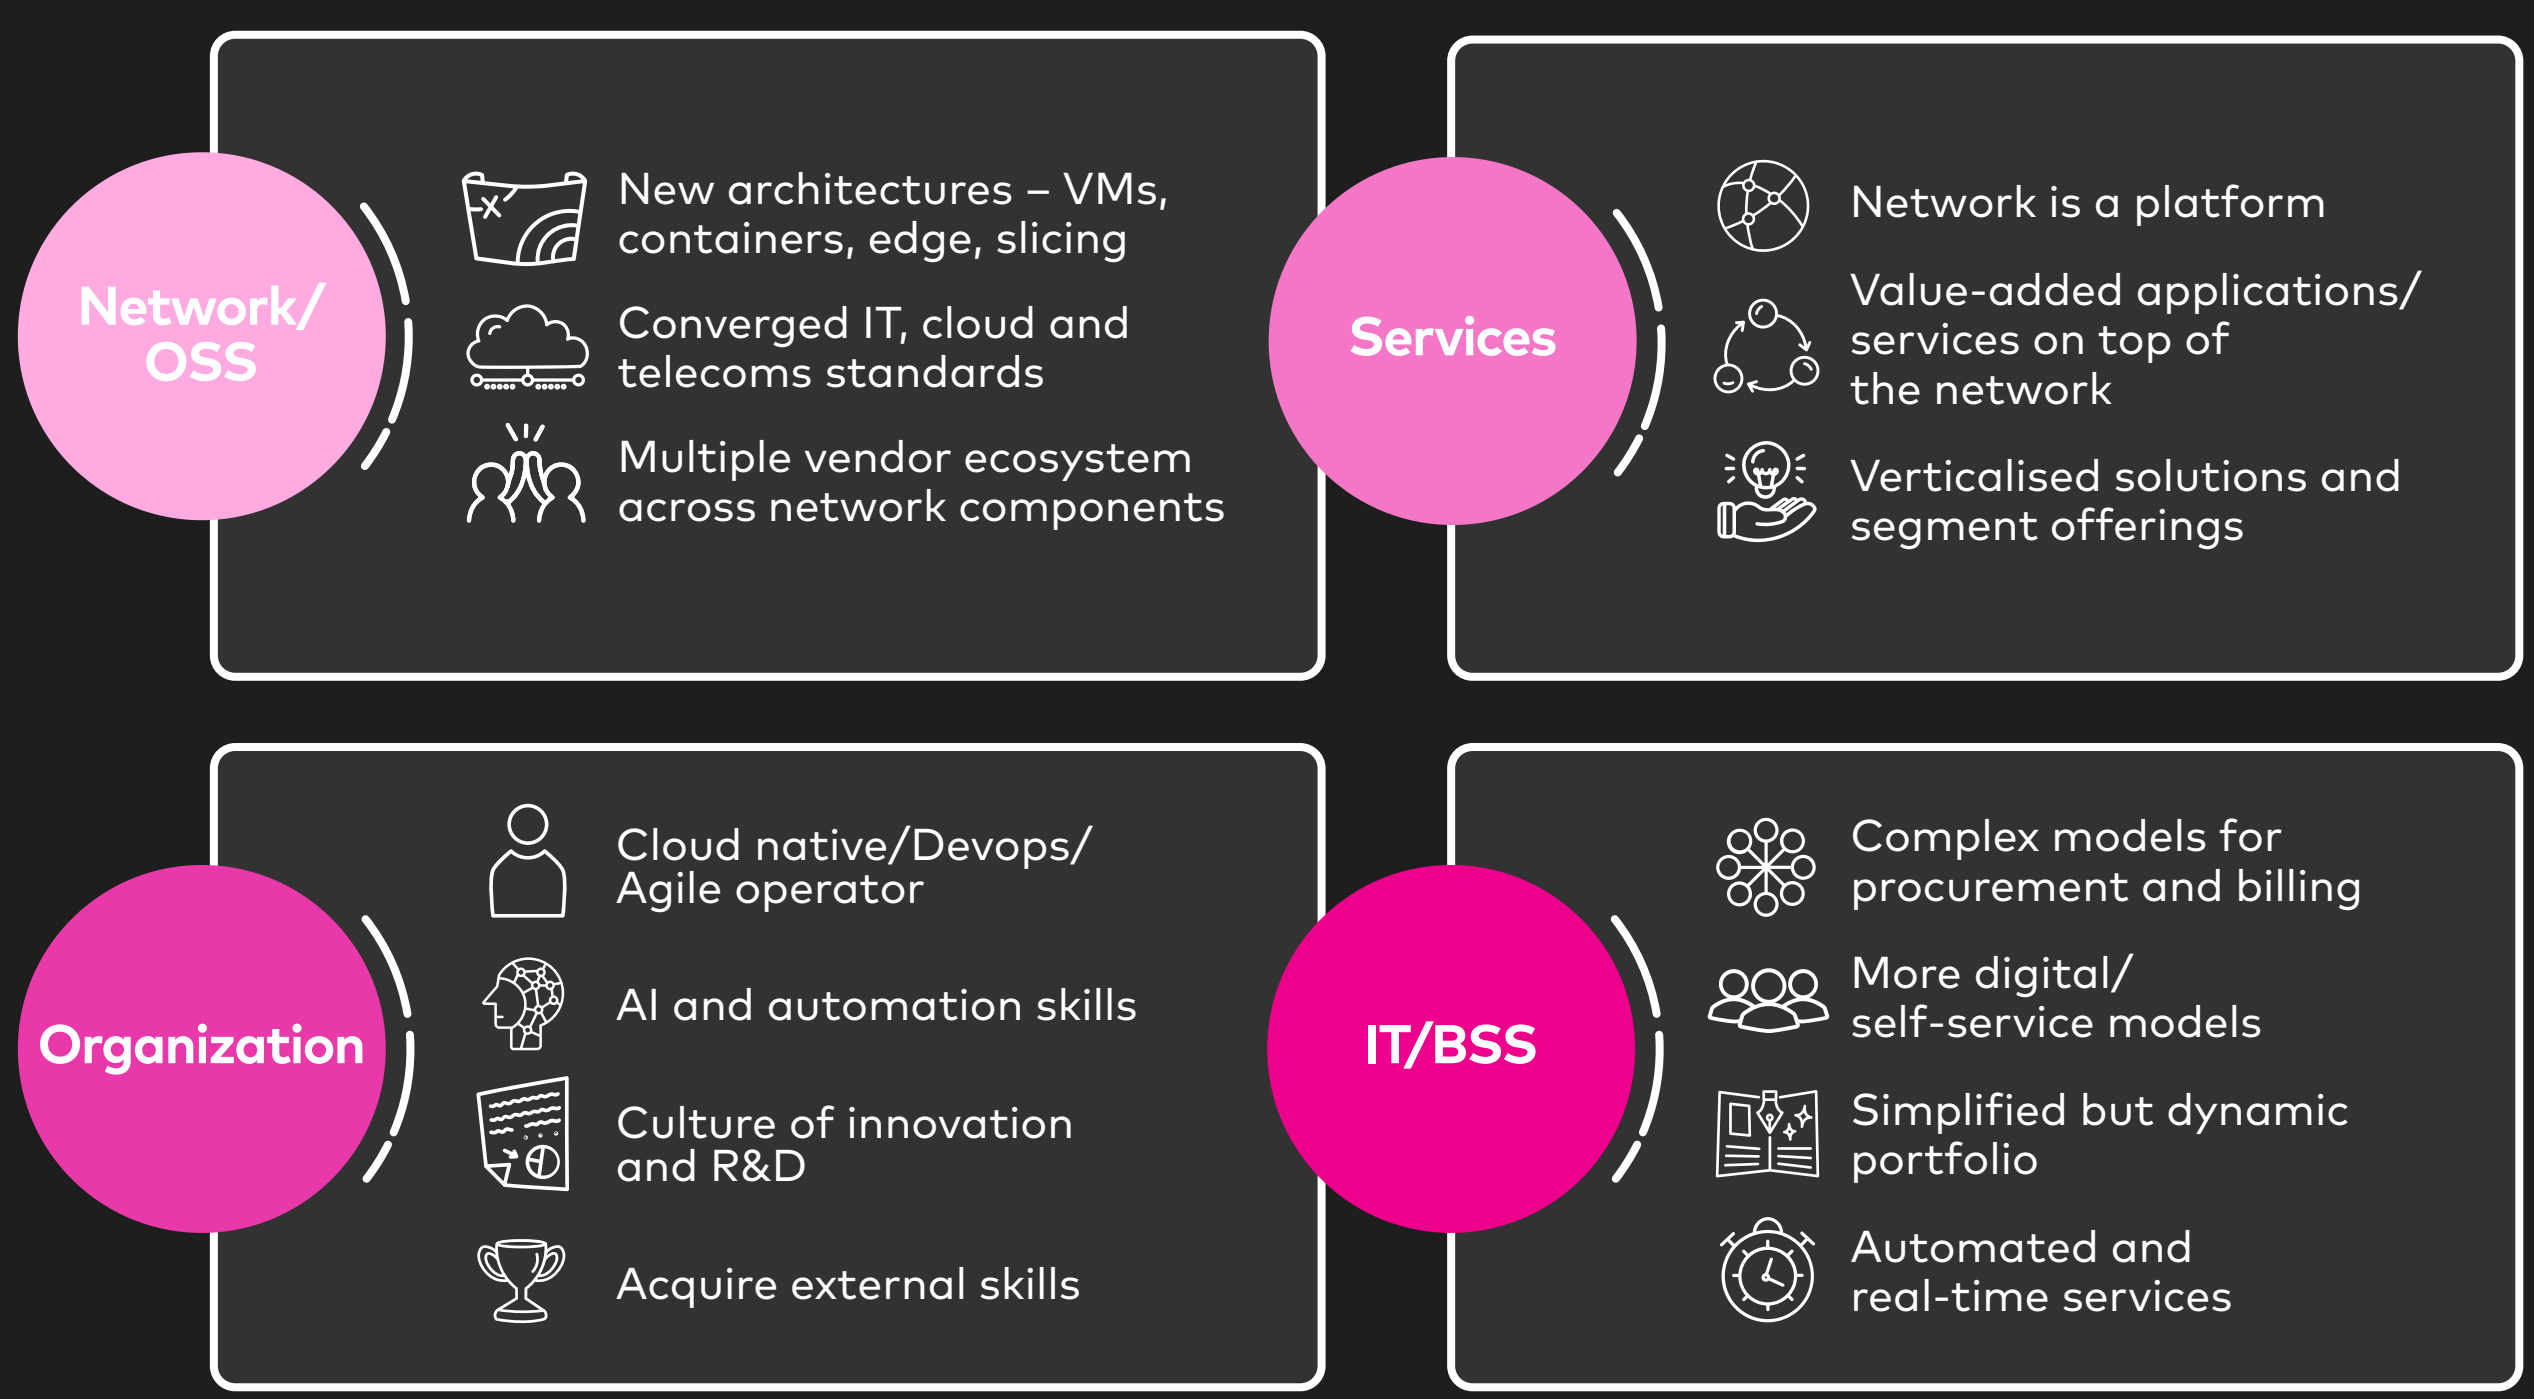 Network/
OSS
New architectures – VMs,
containers, edge, slicing
Converged IT, cloud and
telecoms standards
Multiple vendor ecosystem
across network components
Services
Network is a platform
Value-added applications/
services on top of
the network
Verticalised solutions and
segment offerings
Organization
Cloud native/Devops/
Agile operator
AI and automation skills
Culture of innovation
and R&D
Acquire external skills
IT/BSS
Complex models for
procurement and billing
More digital/
self-service models
Simplified but dynamic
portfolio
Automated and
real-time services